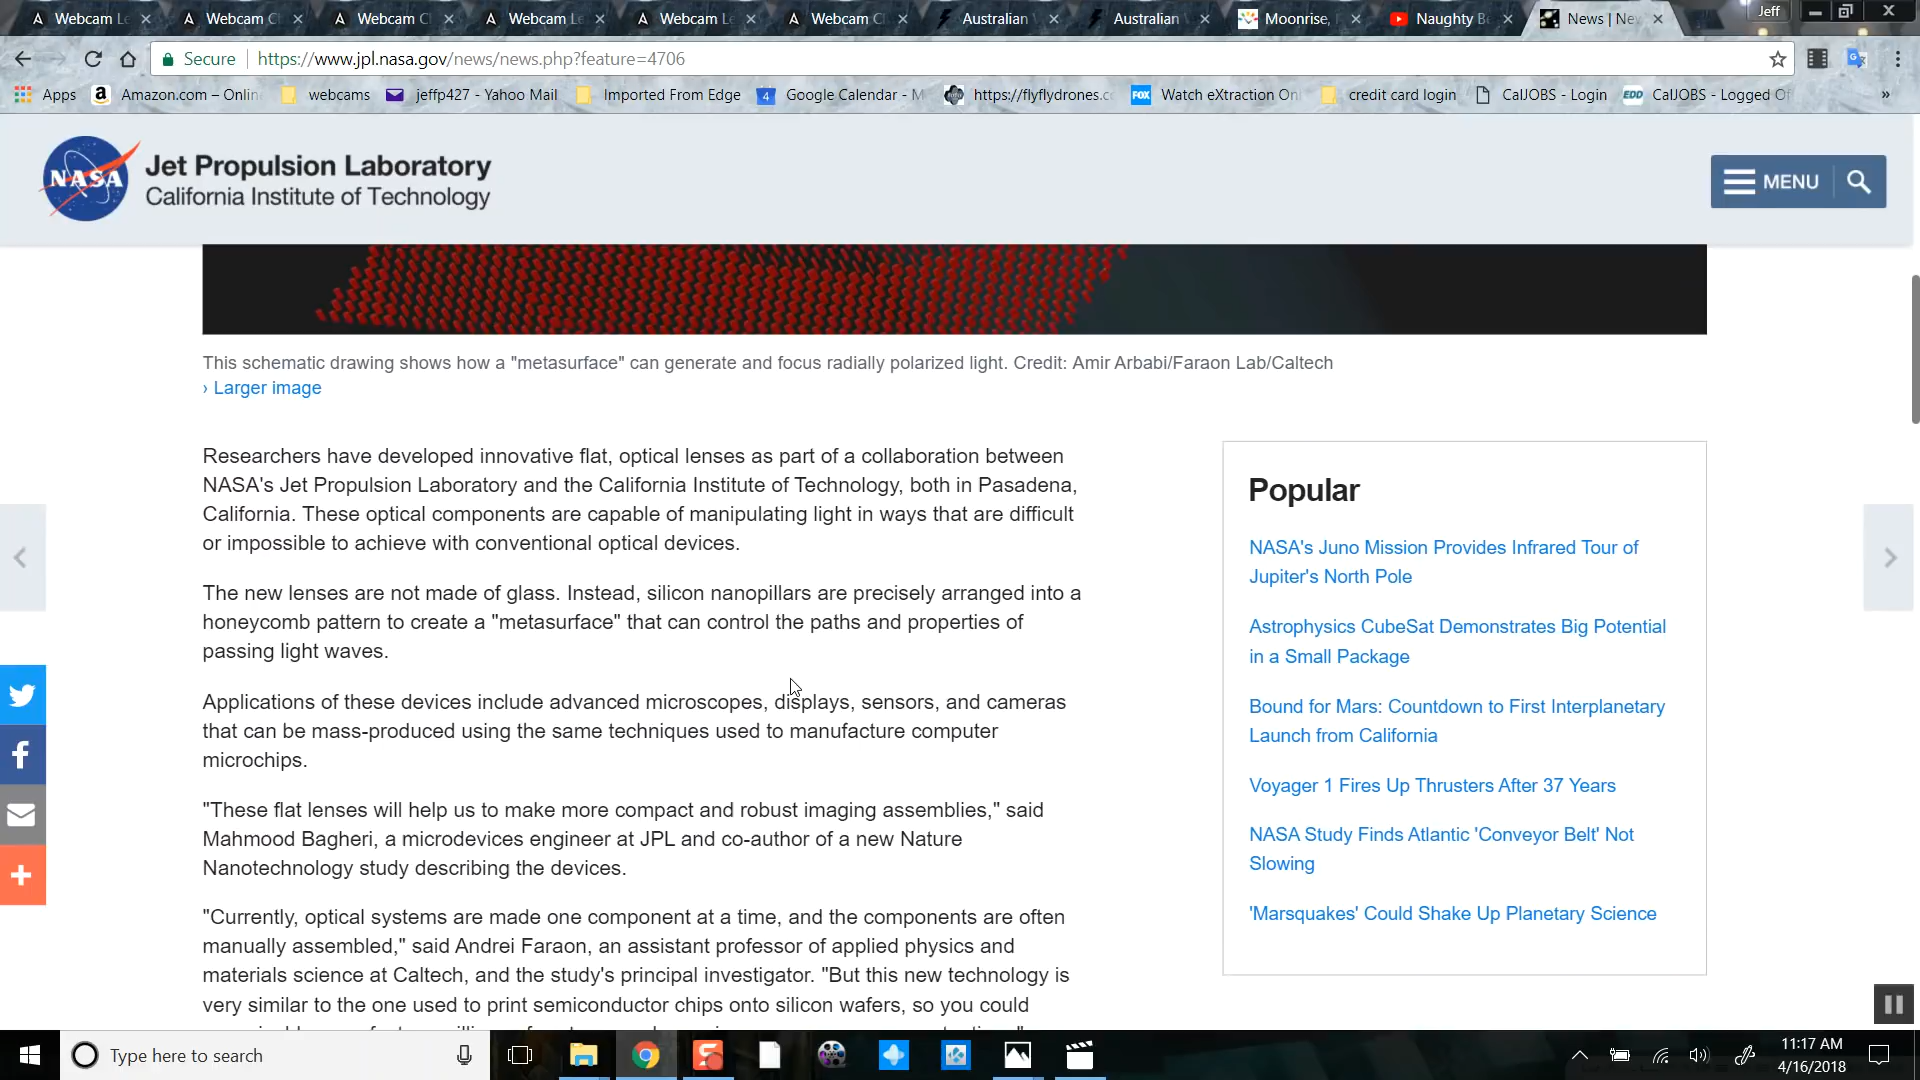 Webcam Le
Webcam Cl
Webcam Cl
Webcam Le
Webcam Le
Webcam Cl
Australian
Australian
Moonrise,
Naughty Be
News | Ne
Jeff
Secure
https://www.jpl.nasa.gov/news/news.php?feature=4706
Apps
Amazon.com – Onlin
webcams
jeffp427 - Yahoo Mail
Imported From Edge
4
Google Calendar - M
https://flyflydrones.c
FOX
Watch eXtraction On
credit card login
CalJOBS - Login
EDD
CalJOBS - Logged Of
»
NASA
Jet Propulsion Laboratory
California Institute of Technology
MENU
This schematic drawing shows how a "metasurface" can generate and focus radially polarized light. Credit: Amir Arbabi/Faraon Lab/Caltech
› Larger image
Researchers have developed innovative flat, optical lenses as part of a collaboration between
NASA's Jet Propulsion Laboratory and the California Institute of Technology, both in Pasadena,
California. These optical components are capable of manipulating light in ways that are difficult
or impossible to achieve with conventional optical devices.
The new lenses are not made of glass. Instead, silicon nanopillars are precisely arranged into a
honeycomb pattern to create a "metasurface" that can control the paths and properties of
passing light waves.
Applications of these devices include advanced microscopes, displays, sensors, and cameras
that can be mass-produced using the same techniques used to manufacture computer
microchips.
"These flat lenses will help us to make more compact and robust imaging assemblies," said
Mahmood Bagheri, a microdevices engineer at JPL and co-author of a new Nature
Nanotechnology study describing the devices.
"Currently, optical systems are made one component at a time, and the components are often
manually assembled," said Andrei Faraon, an assistant professor of applied physics and
materials science at Caltech, and the study's principal investigator. "But this new technology is
very similar to the one used to print semiconductor chips onto silicon wafers, so you could
Popular
NASA's Juno Mission Provides Infrared Tour of
Jupiter's North Pole
Astrophysics CubeSat Demonstrates Big Potential
in a Small Package
Bound for Mars: Countdown to First Interplanetary
Launch from California
Voyager 1 Fires Up Thrusters After 37 Years
NASA Study Finds Atlantic 'Conveyor Belt' Not
Slowing
'Marsquakes' Could Shake Up Planetary Science
Type here to search
11:17 AM
4/16/2018